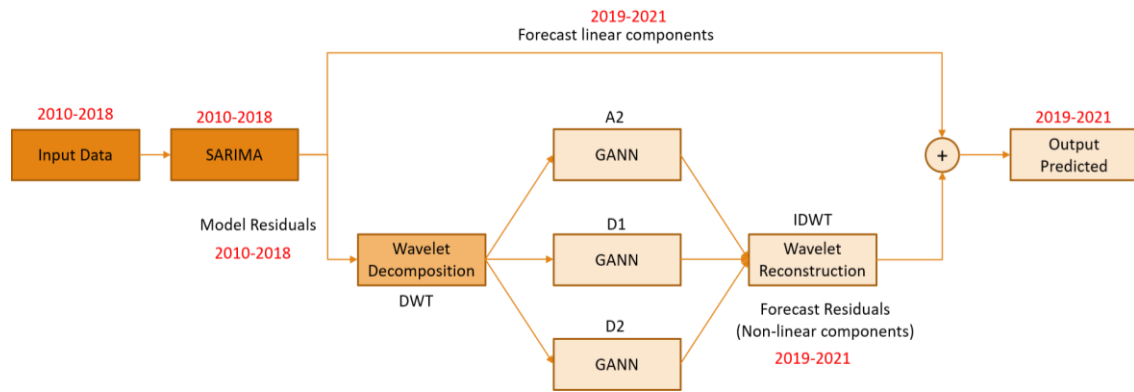 2019-2021
Forecast linear components
2010-2018
Input Data
2010-2018
SARIMA
Model Residuals
2010-2018
Wavelet
Decomposition
DWT
A2
GANN
D1
GANN
D2
GANN
IDWT
Wavelet
Reconstruction
Forecast Residuals
(Non-linear components)
2019-2021
+
2019-2021
Output
Predicted